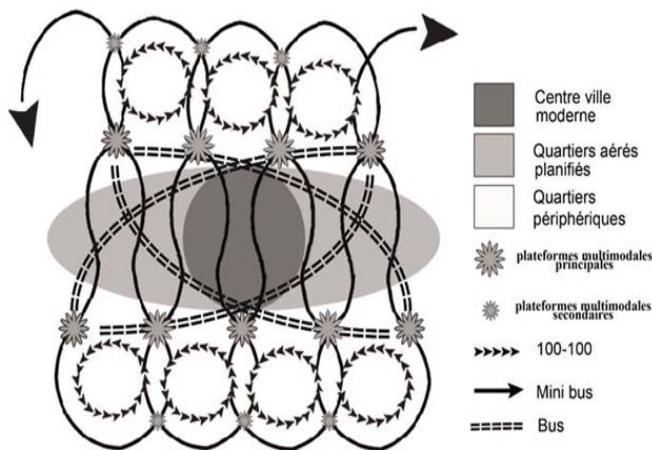 Centre ville
moderne
Quartiers aérés
planifiés
Quartiers
périphériques
plateformes multimodales
principales
plateformes multimodales
secondaires
100-100
Mini bus
Bus